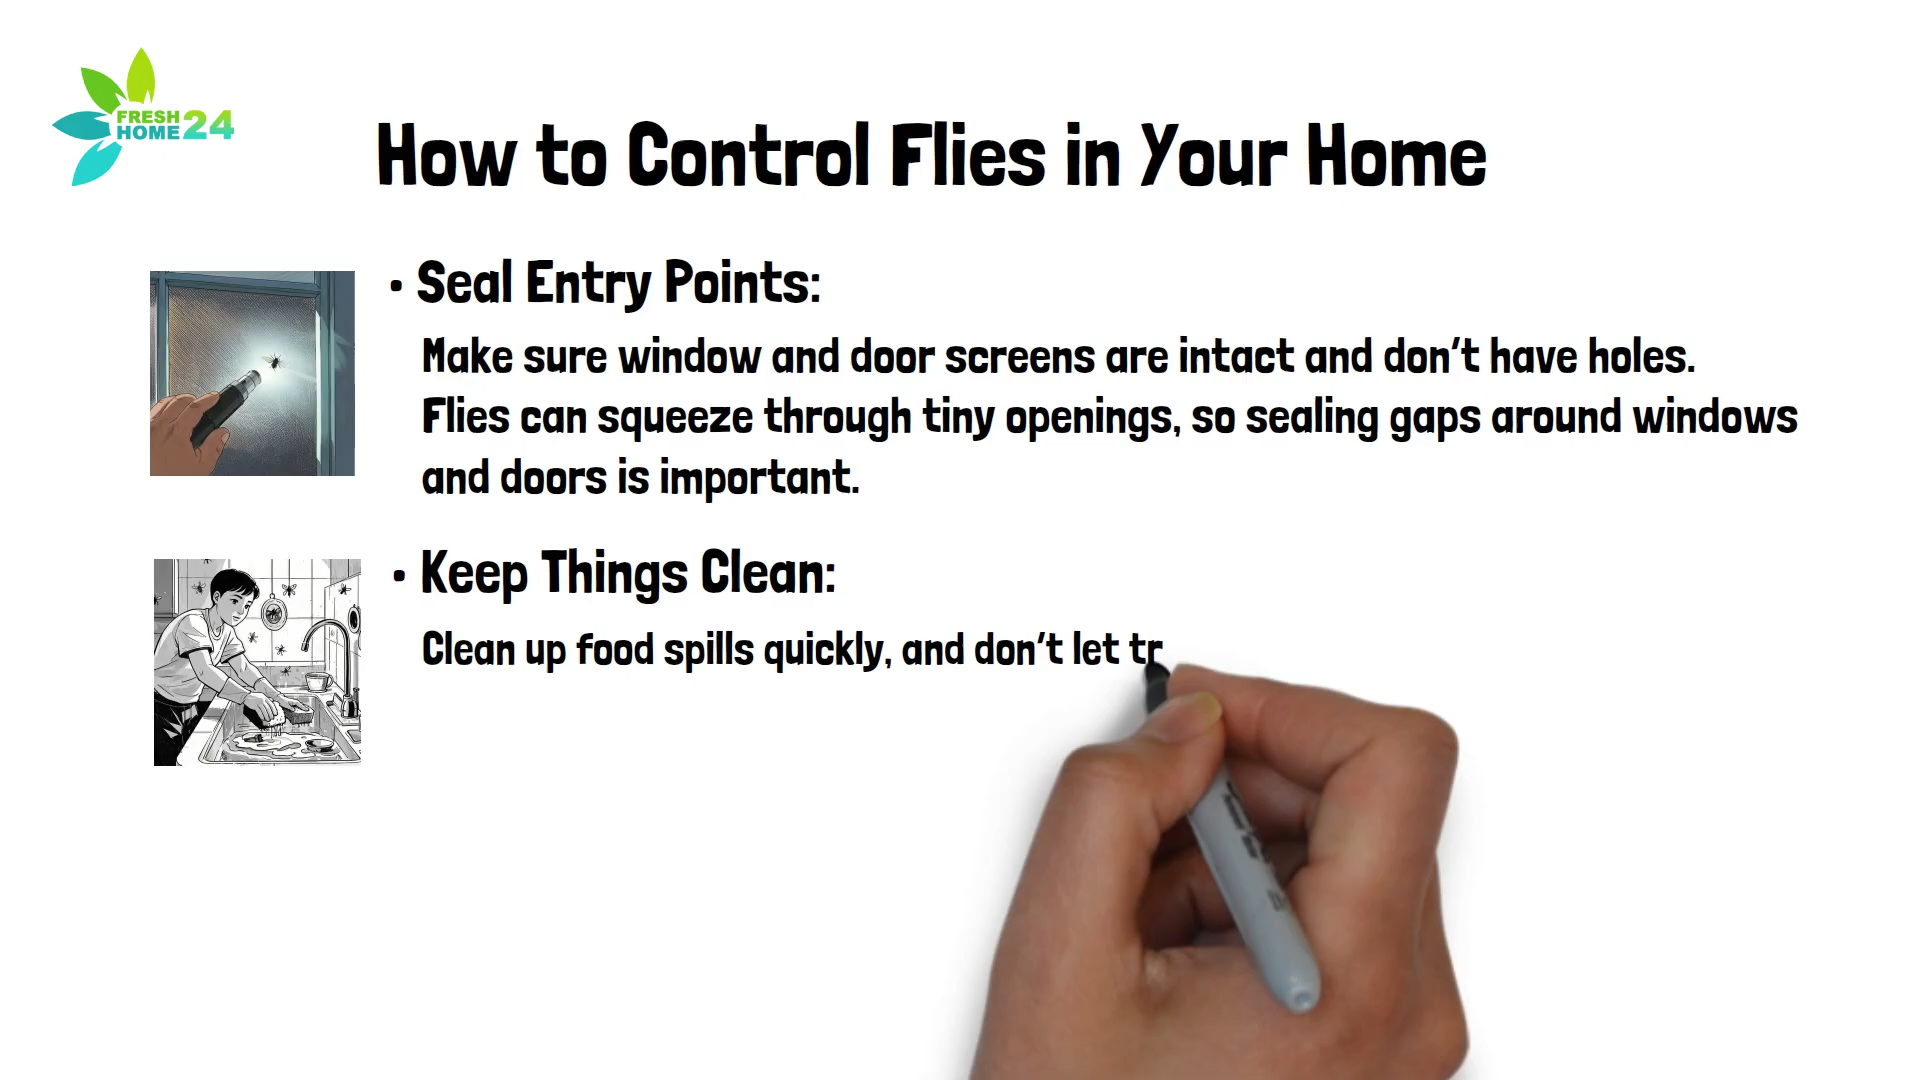 FRESH
HOME 24
How to Control Flies in Your Home
• Seal Entry Points:
Make sure window and door screens are intact and don't have holes.
Flies can squeeze through tiny openings, so sealing gaps around windows
and doors is important.
• Keep Things Clean:
Clean up food spills quickly, and don't let tr